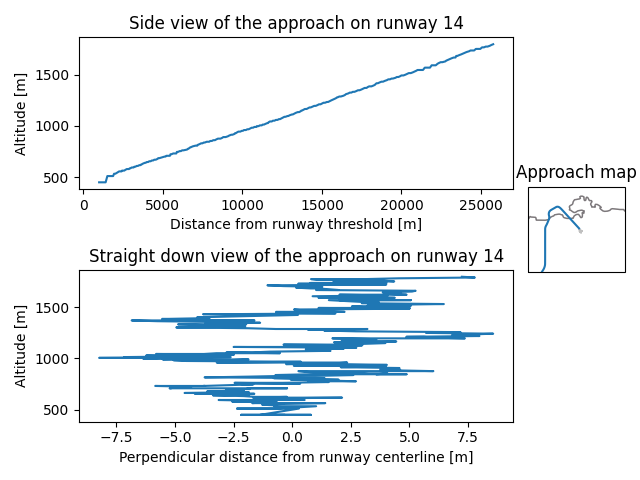 Side view of the approach on runway 14
Altitude [m]
1500
1000
500
0
5000
10000
15000
20000
25000
Distance from runway threshold [m]
Approach map
Straight down view of the approach on runway 14
Altitude [m]
1500
1000
500
−7.5
−5.0
−2.5
0.0
2.5
5.0
7.5
Perpendicular distance from runway centerline [m]